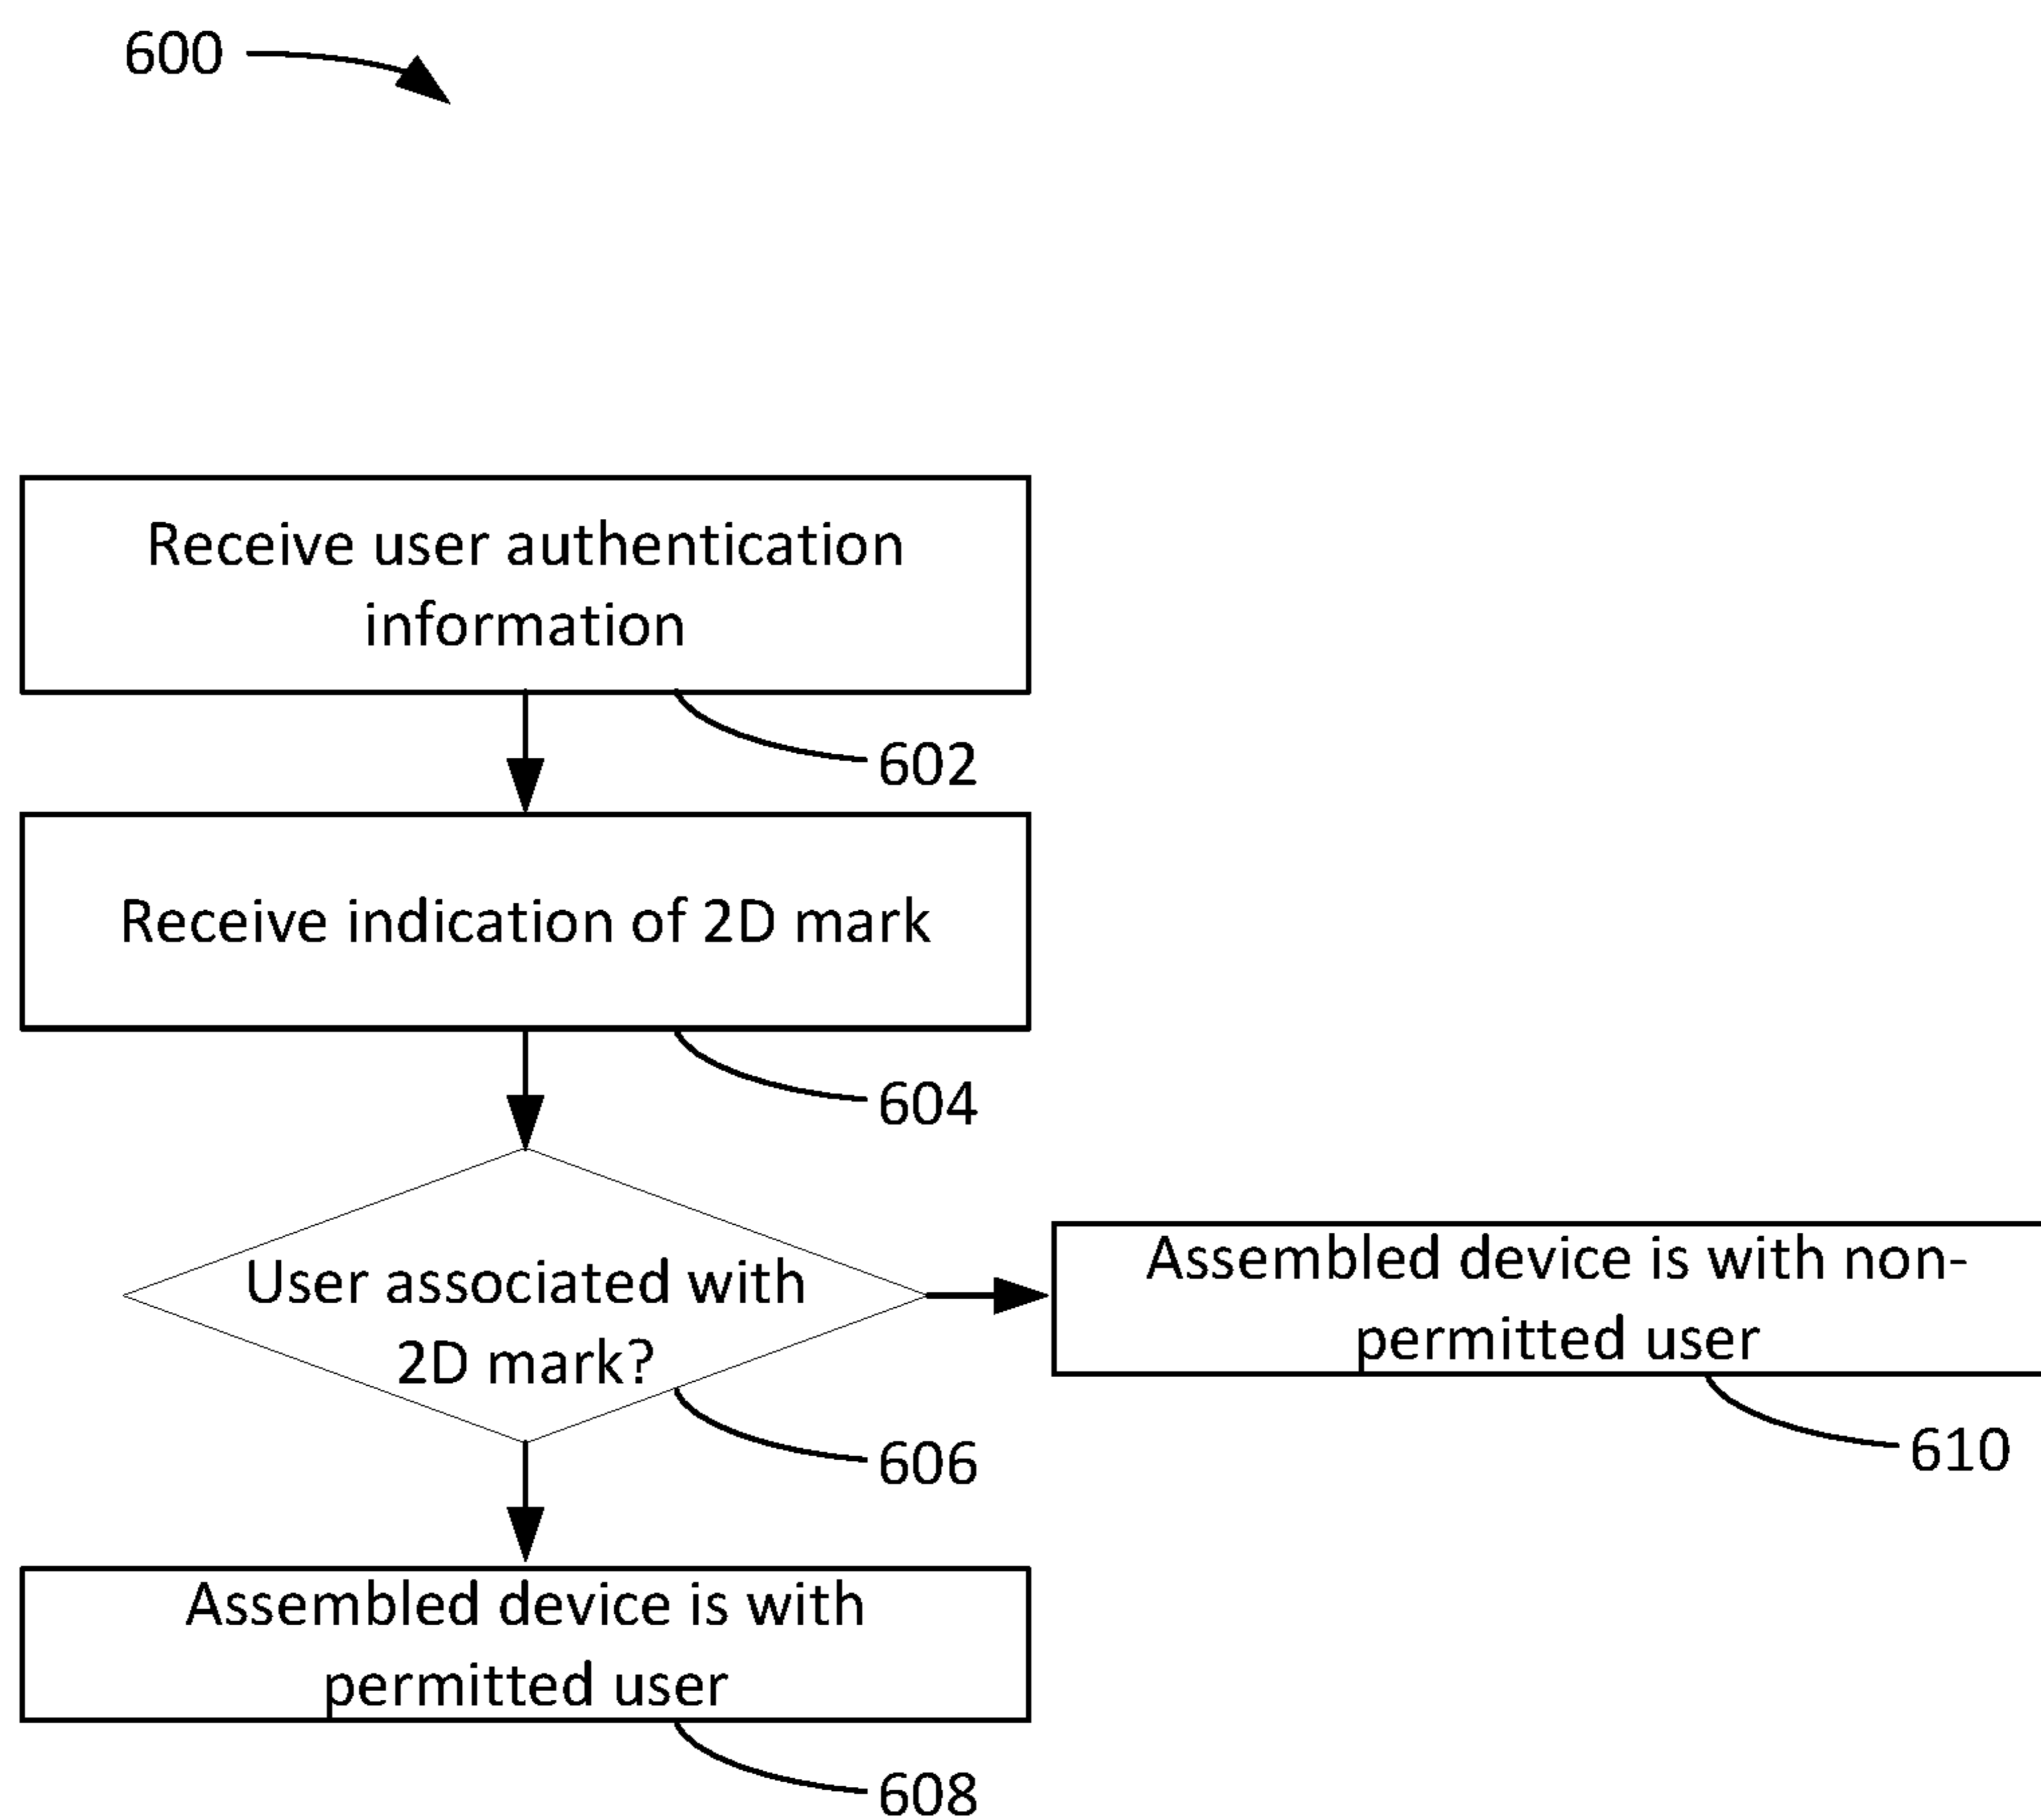 600
Receive user authentication
information
602
Receive indication of 2D mark
604
User associated with
2D mark?
606
Assembled device is with non-
permitted user
610
Assembled device is with
permitted user
608